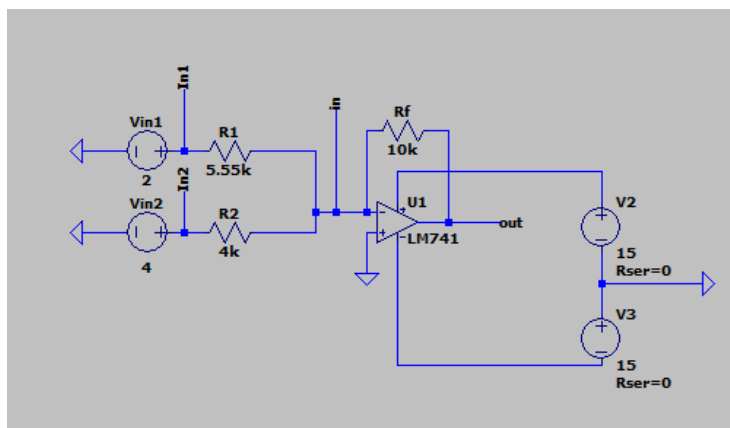 In1
in
Vin1
R1
Rf
2
5.55k
10k
In2
Vin2
R2
U1
V2
4
4k
LM741
out
15
Rser=0
V3
15
Rser=0